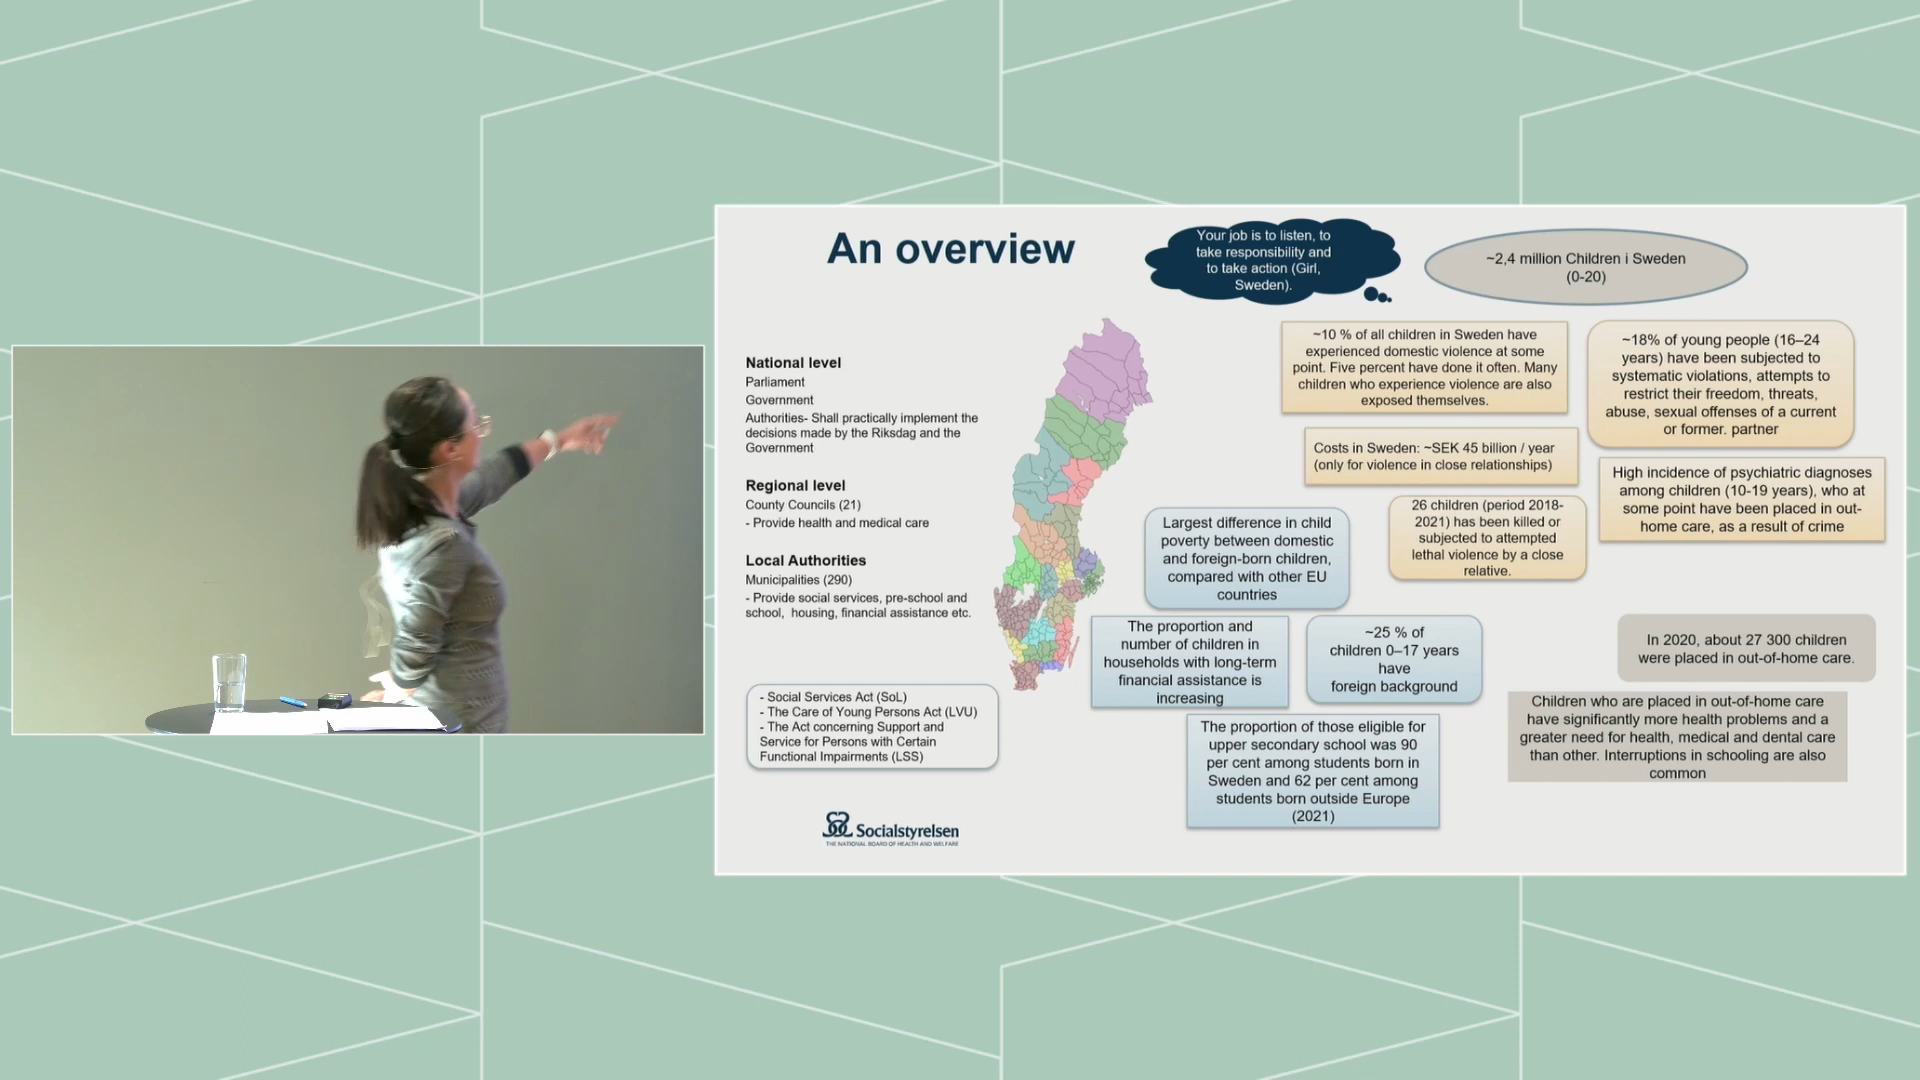 An overview
Your job is to listen, to
take responsibility and
to take action (Girl,
Sweden).
~2,4 million Children i Sweden
(0-20)
National level
Parliament
Government
Authorities- Shall practically implement the
decisions made by the Riksdag and the
Government
Regional level
County Councils (21)
- Provide health and medical care
Local Authorities
Municipalities (290)
- Provide social services, pre-school and
school, housing, financial assistance etc.
- Social Services Act (SoL)
- The Care of Young Persons Act (LVU)
- The Act concerning Support and
Service for Persons with Certain
Functional Impairments (LSS)
~10 % of all children in Sweden have
experienced domestic violence at some
point. Five percent have done it often. Many
children who experience violence are also
exposed themselves.
~18% of young people (16–24
years) have been subjected to
systematic violations, attempts to
restrict their freedom, threats,
abuse, sexual offenses of a current
or former. partner
Costs in Sweden: ~SEK 45 billion / year
(only for violence in close relationships)
High incidence of psychiatric diagnoses
among children (10-19 years), who at
some point have been placed in out-
home care, as a result of crime
26 children (period 2018-
2021) has been killed or
subjected to attempted
lethal violence by a close
relative.
Largest difference in child
poverty between domestic
and foreign-born children,
compared with other EU
countries
The proportion and
number of children in
households with long-term
financial assistance is
increasing
~25 % of
children 0–17 years
have
foreign background
In 2020, about 27 300 children
were placed in out-of-home care.
Children who are placed in out-of-home care
have significantly more health problems and a
greater need for health, medical and dental care
than other. Interruptions in schooling are also
common
The proportion of those eligible for
upper secondary school was 90
per cent among students born in
Sweden and 62 per cent among
students born outside Europe
(2021)
Socialstyrelsen
THE NATIONAL BOARD OF HEALTH AND WELFARE